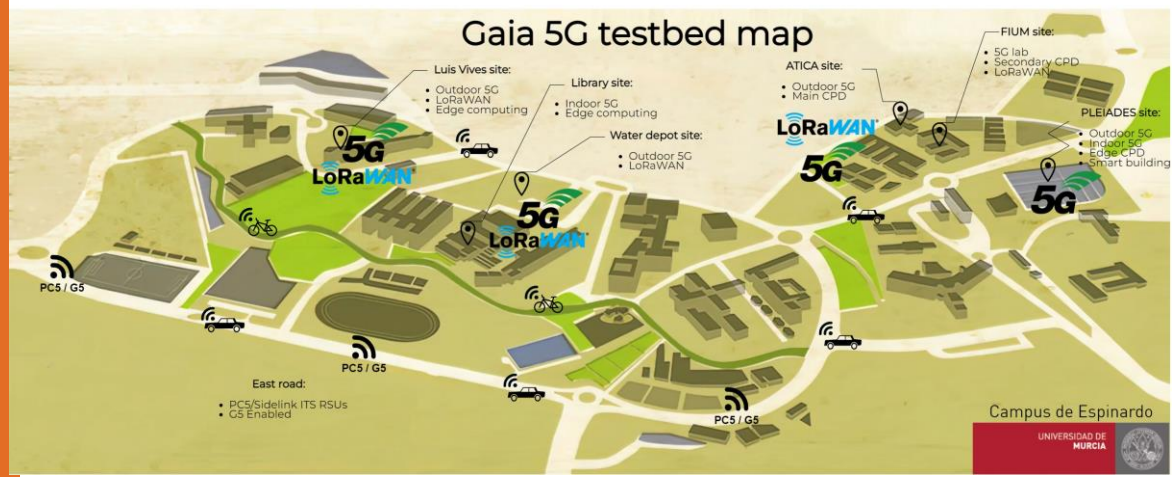 Gaia 5G testbed map
Luis Vives site:
• Outdoor 5G
• LoRaWAN
• Edge computing
Library site:
• Indoor 5G
• Edge computing
Water depot site:
• Outdoor 5G
• LoRaWAN
ATICA site:
• Outdoor 5G
• Main CPD
FIUM site:
• 5G lab
• Secondary CPD
• LoRaWAN
PLEIADES site:
• Outdoor 5G
• Indoor 5G
• Edge CPD
• Smart building
5G
LoRaWAN
5G
LoRaWAN
LoRaWAN
5G
5G
PC5 / G5
PC5 / G5
PC5 / G5
East road:
• PC5/Sidelink ITS RSUs
• G5 Enabled
Campus de Espinardo
UNIVERSIDAD DE
MURCIA